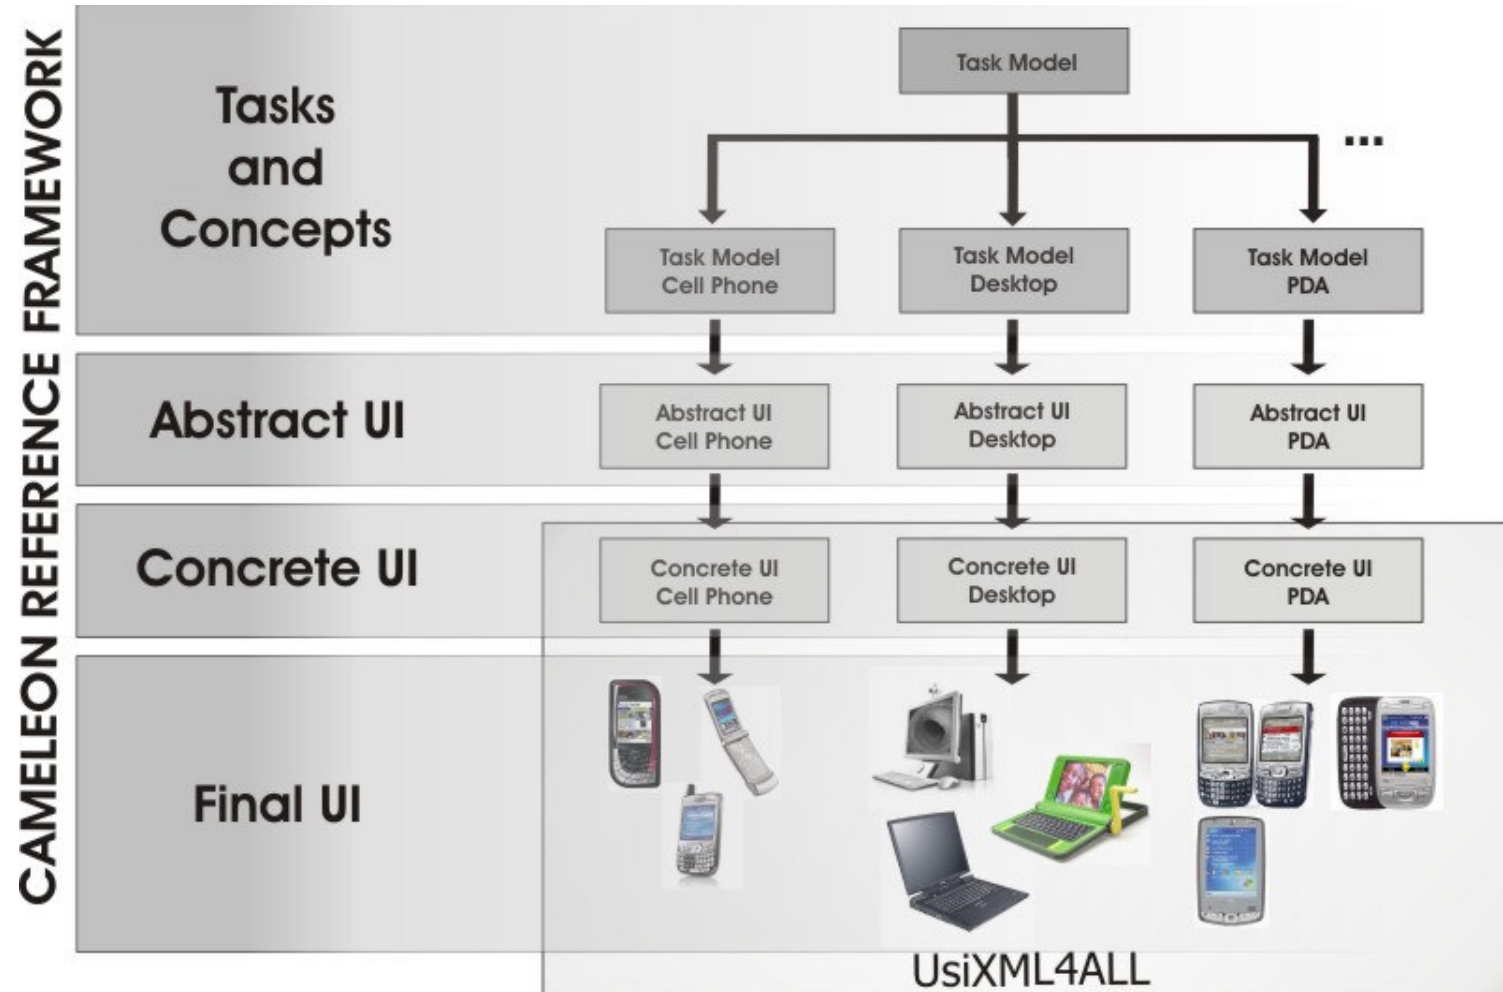 CAMELEON REFERENCE FRAMEWORK
Tasks
and
Concepts
Task Model
...
Task Model
Cell Phone
Task Model
Desktop
Task Model
PDA
Abstract UI
Abstract UI
Cell Phone
Abstract UI
Desktop
Abstract UI
PDA
Concrete UI
Concrete UI
Cell Phone
Concrete UI
Desktop
Concrete UI
PDA
Final UI
UsiXML4ALL